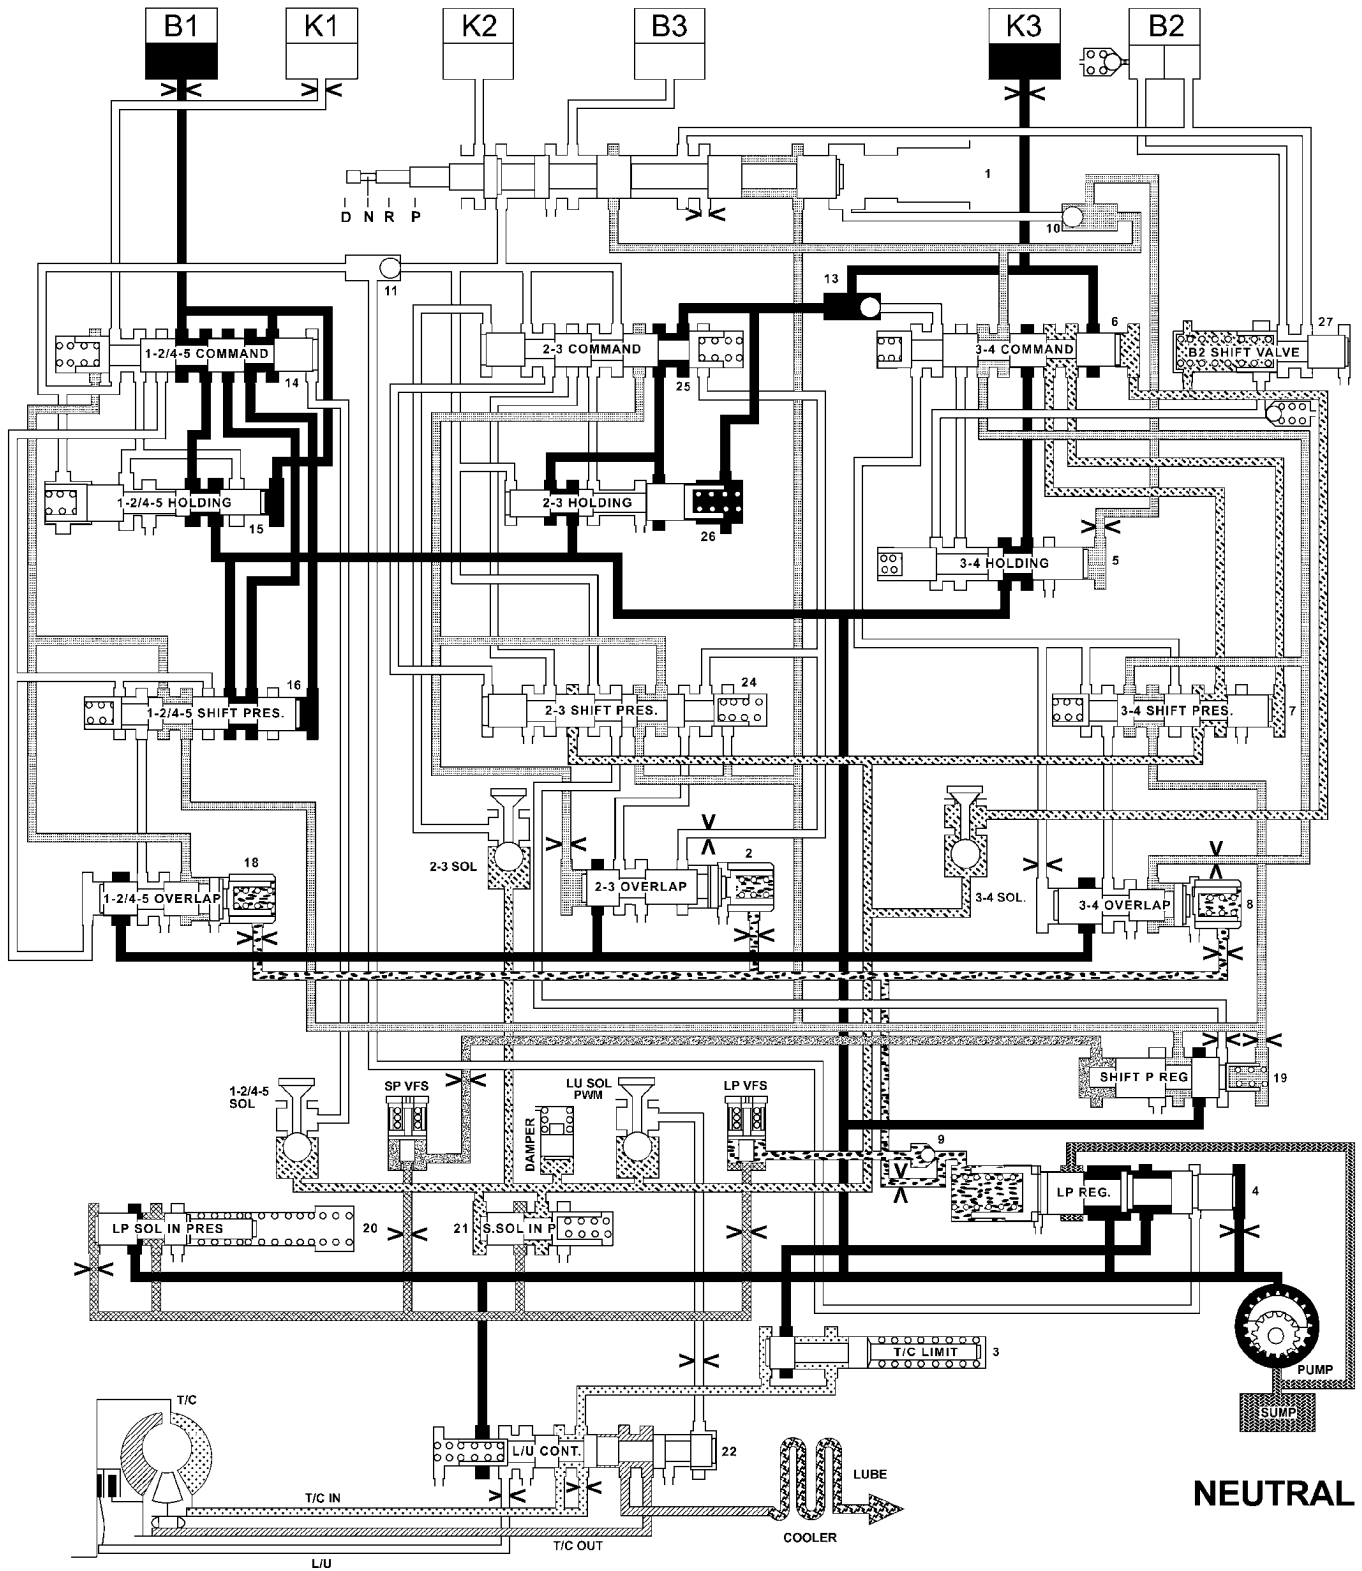 B1
K1
K2
B3
K3
B2
1
D N R P
10
11
13
6
27
1-2/4-5 COMMAND
2-3 COMMAND
3-4 COMMAND
B2 SHIFT VALVE
14
25
1-2/4-5 HOLDING
2-3 HOLDING
15
26
3-4 HOLDING
5
16
24
1-2/4-5 SHIFT PRES.
2-3 SHIFT PRES.
3-4 SHIFT PRES.
7
18
2-3 SOL
2
3-4 SOL.
1-2/4-5 OVERLAP
2-3 OVERLAP
3-4 OVERLAP
8
SHIFT P REG
19
1-2/4-5
SOL
SP VFS
LU SOL
PWM
LP VFS
DAMPER
9
LP REG.
4
LP SOL IN PRES
20
21
S.SOL IN P
T/C LIMIT
3
PUMP
SUMP
T/C
L/U CONT.
22
LUBE
T/C IN
COOLER
T/C OUT
L/U
NEUTRAL